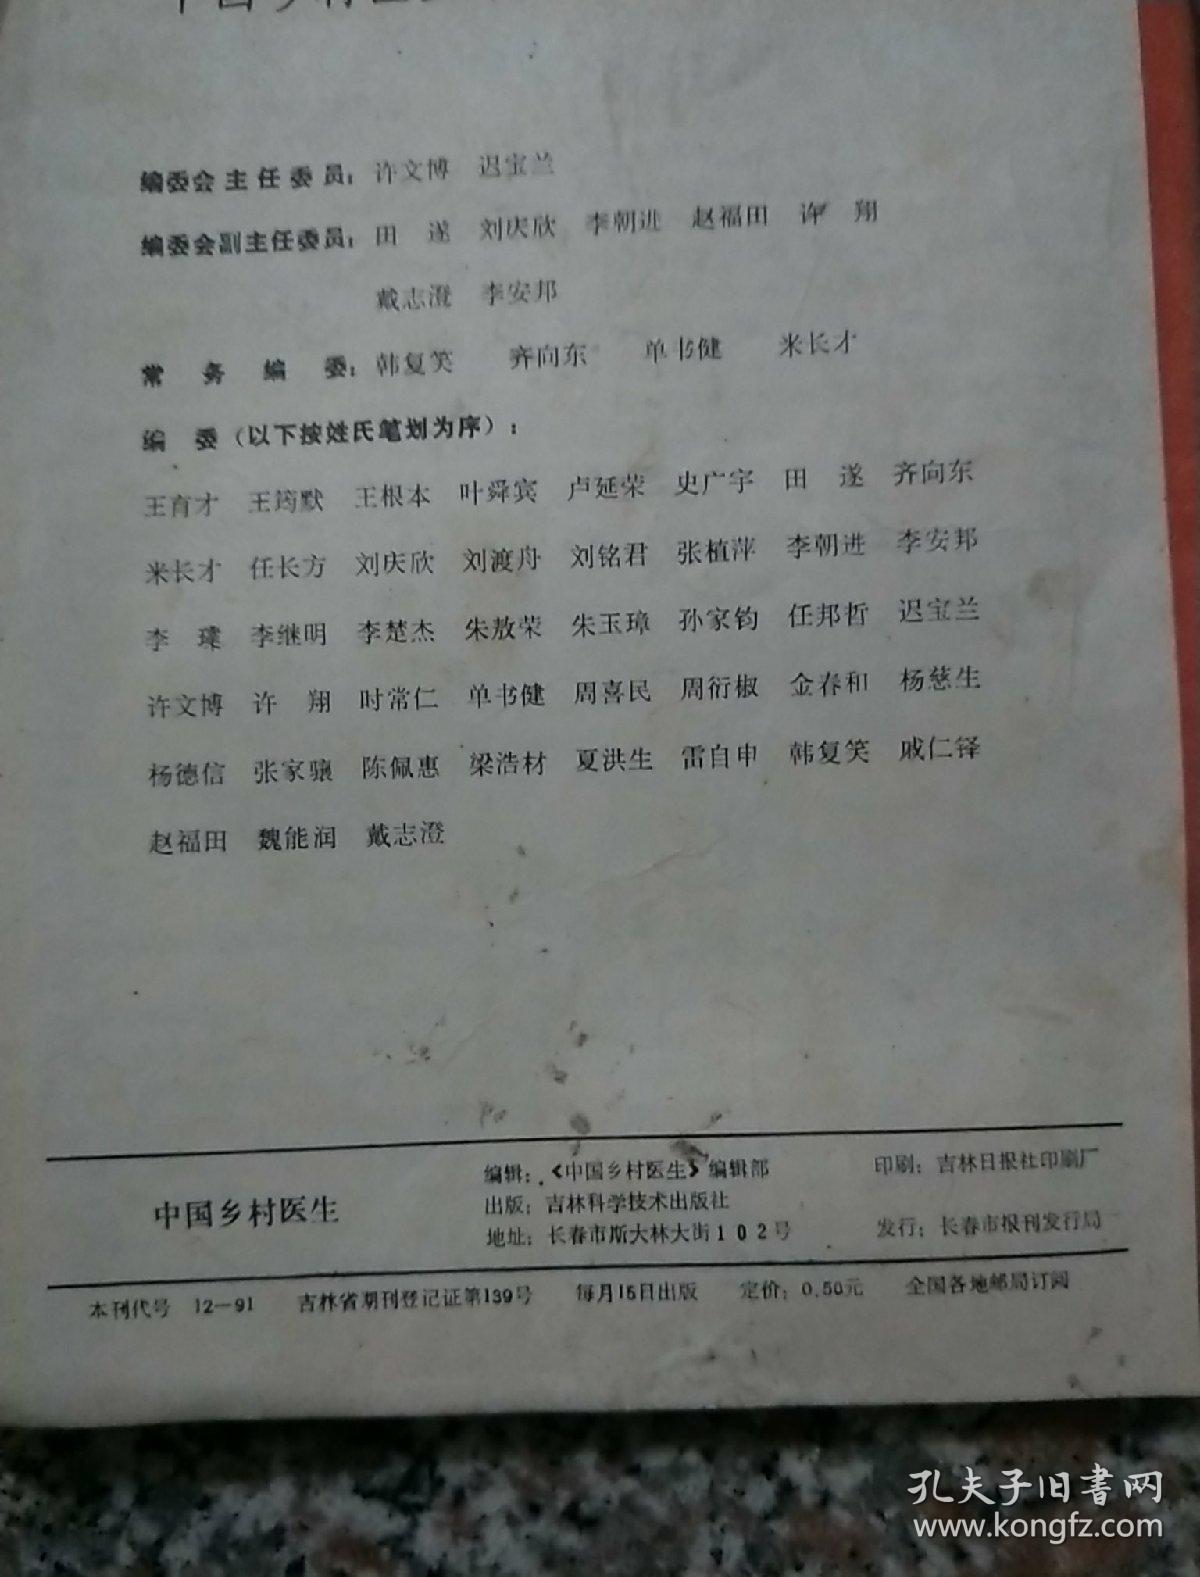 中国乡村医生
编委会主任委员：许文博 迟宝兰
编委会副主任委员：田 遂 刘庆欣 李朝进 赵福田 许 翔
戴志澄 李安邦
常务编委：韩复笑 齐向东 单书健 米长才
编 委（以下按姓氏笔划为序）：
王育才 王筠默 王根本 叶舜宾 卢延荣 史广宇 田 遂 齐向东
米长才 任长方 刘庆欣 刘渡舟 刘铭君 张植萍 李朝进 李安邦
李 瑈 李继明 李楚杰 朱敖荣 朱玉璋 孙家钧 任邦哲 迟宝兰
许文博 许 翔 时常仁 单书健 周喜民 周衍椒 金春和 杨慈生
杨德信 张家骧 陈佩惠 梁浩材 夏洪生 雷自申 韩复笑 戚仁铎
赵福田 魏能润 戴志澄
中国乡村医生
编辑：《中国乡村医生》编辑部
出版：吉林科学技术出版社
地址：长春市斯大林大街102号
印刷：吉林日报社印刷厂
发行：长春市报刊发行局
本刊代号 12—91 吉林省期刊登记证第139号 每月15日出版 定价：0.50元 全国各地邮局订阅
孔夫子旧书网
www.kongfz.com